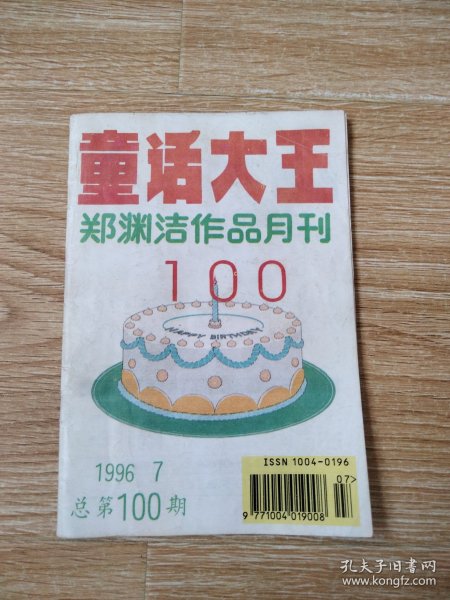 童话大王
郑渊洁作品月刊
100
HAPPY BIRTHDAY
1996 7
总第100期
ISSN 1004-0196
07>
9 771004 019008
孔夫子旧书网
www.kongfz.com